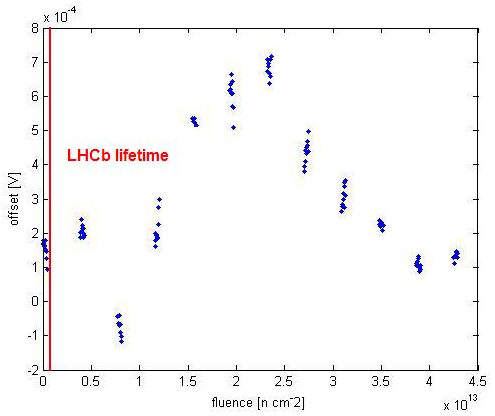 x 10⁻⁴
8
7
6
5
4
3
2
1
0
-1
-2
offset [V]
LHCb lifetime
0 0.5 1 1.5 2 2.5 3 3.5 4 4.5
fluence [n cm-2]
x 10¹³